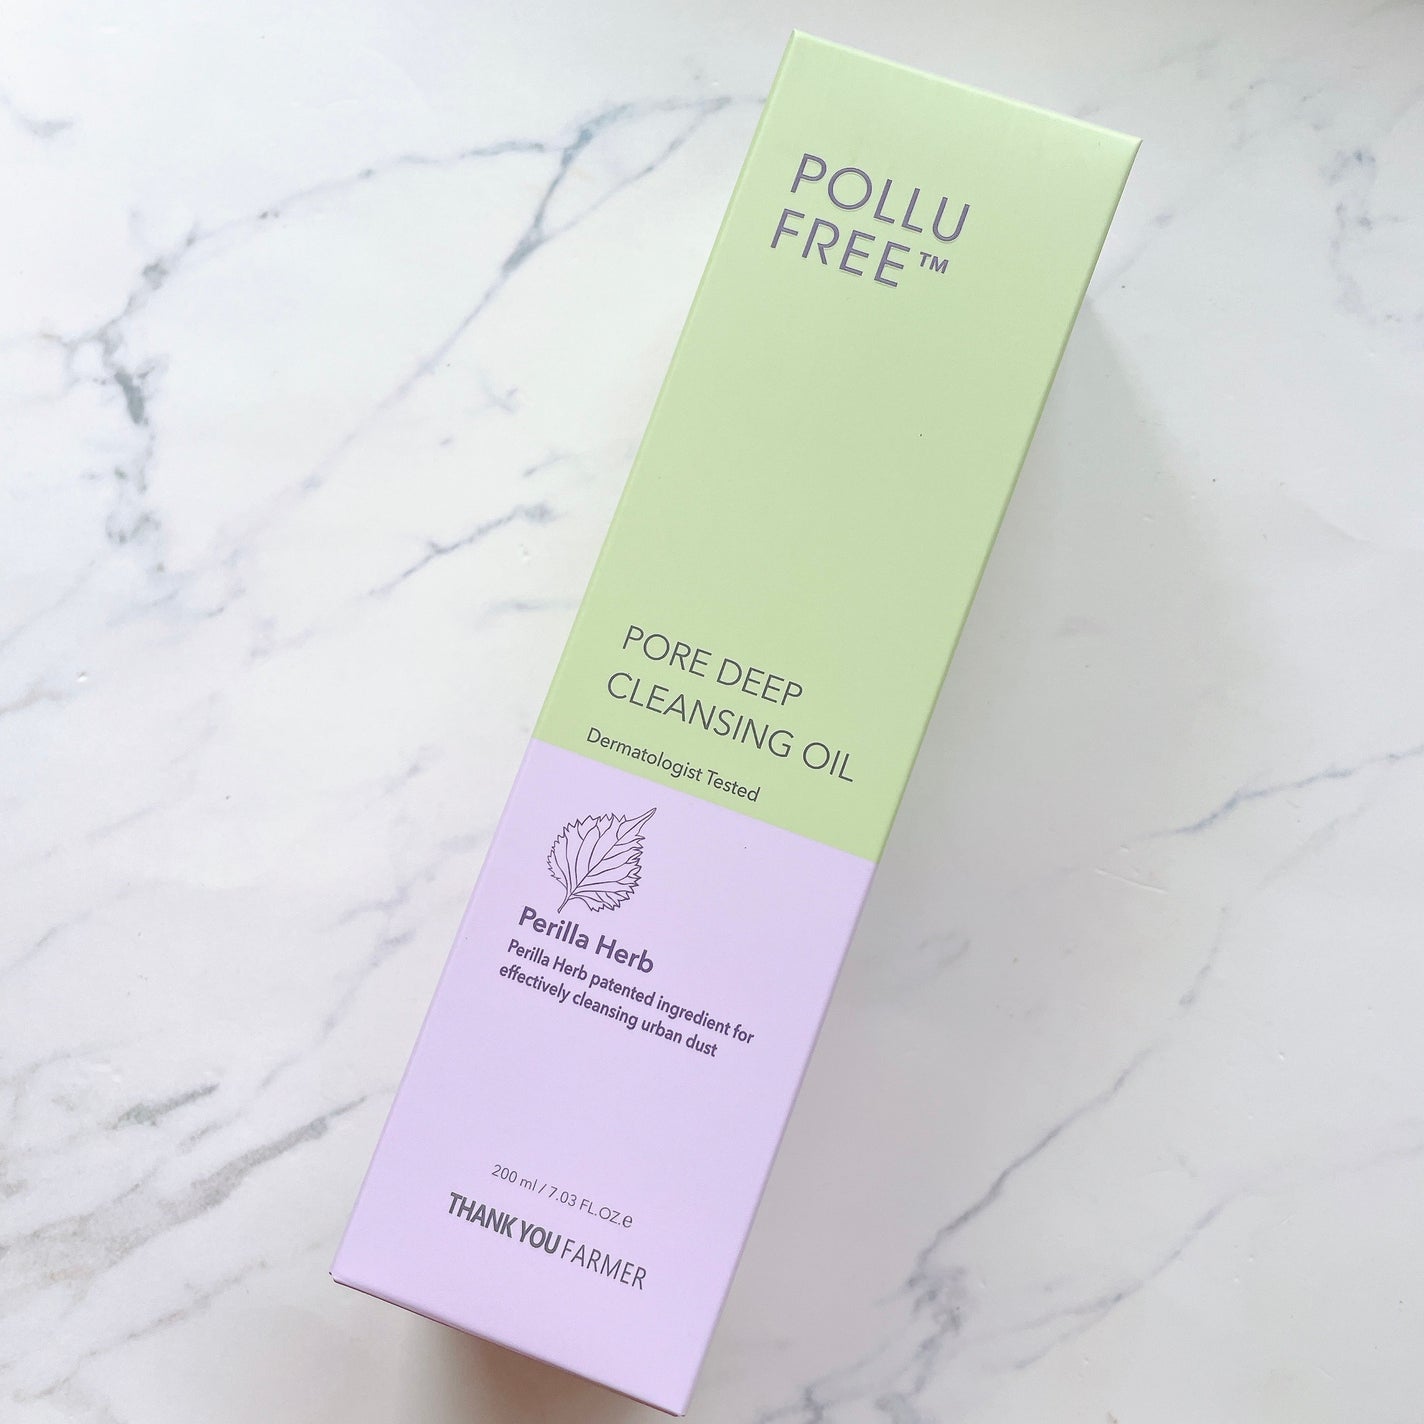 POLLU
FREE™
PORE DEEP
CLEANSING OIL
Dermatologist Tested
Perilla Herb
Perilla Herb patented ingredient for
effectively cleansing urban dust
200 ml / 7.03 FL.OZ.e
THANK YOU FARMER